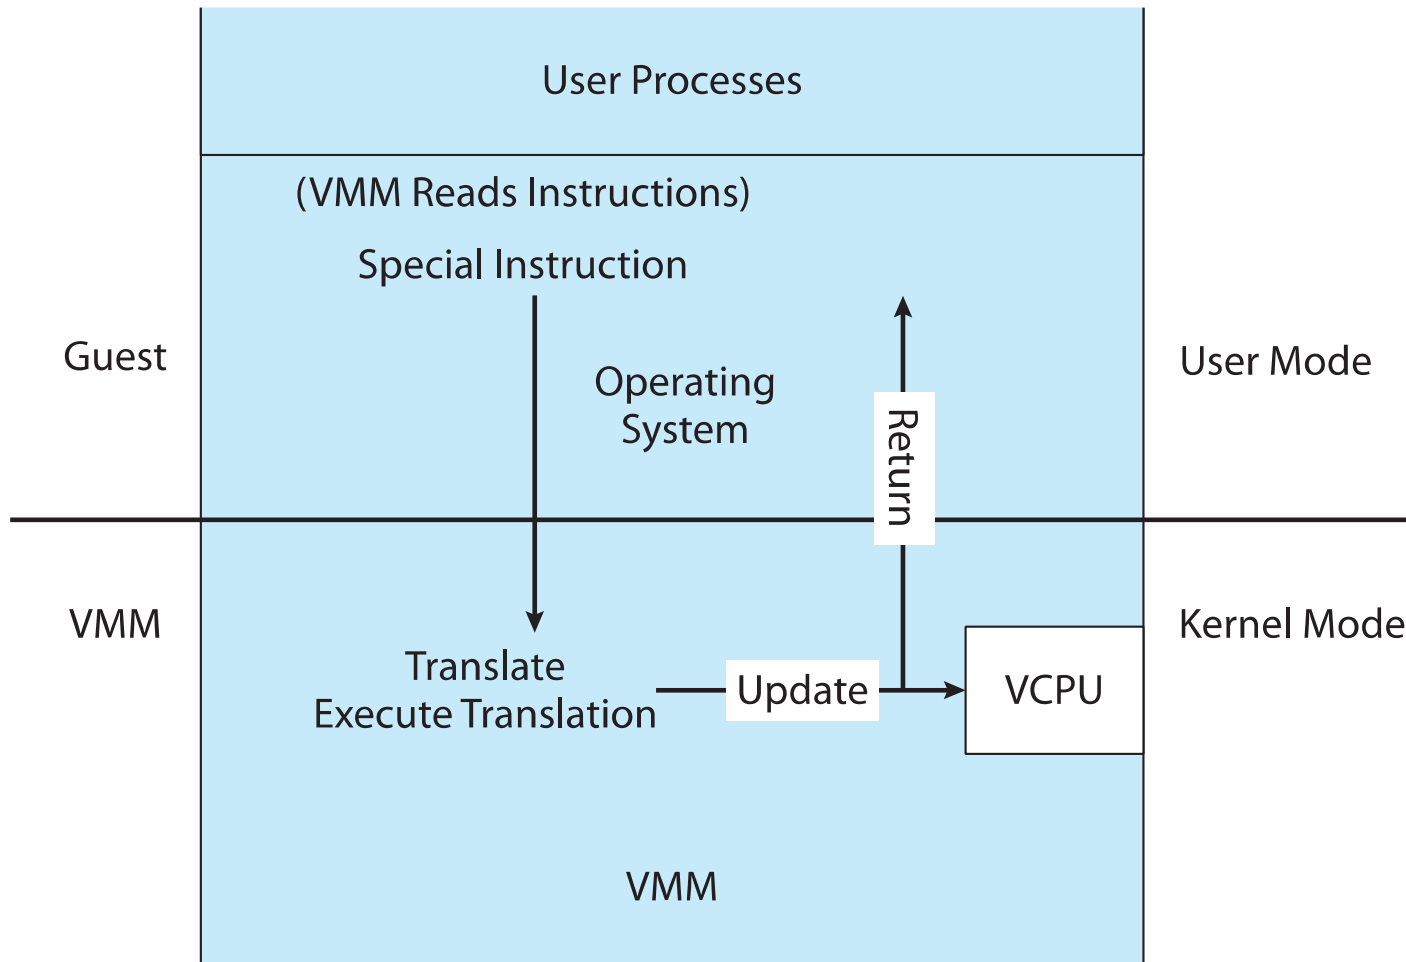 User Processes
(VMM Reads Instructions)
Special Instruction
Guest
Operating
System
Return
User Mode
VMM
Kernel Mode
Translate
Execute Translation
Update
VCPU
VMM